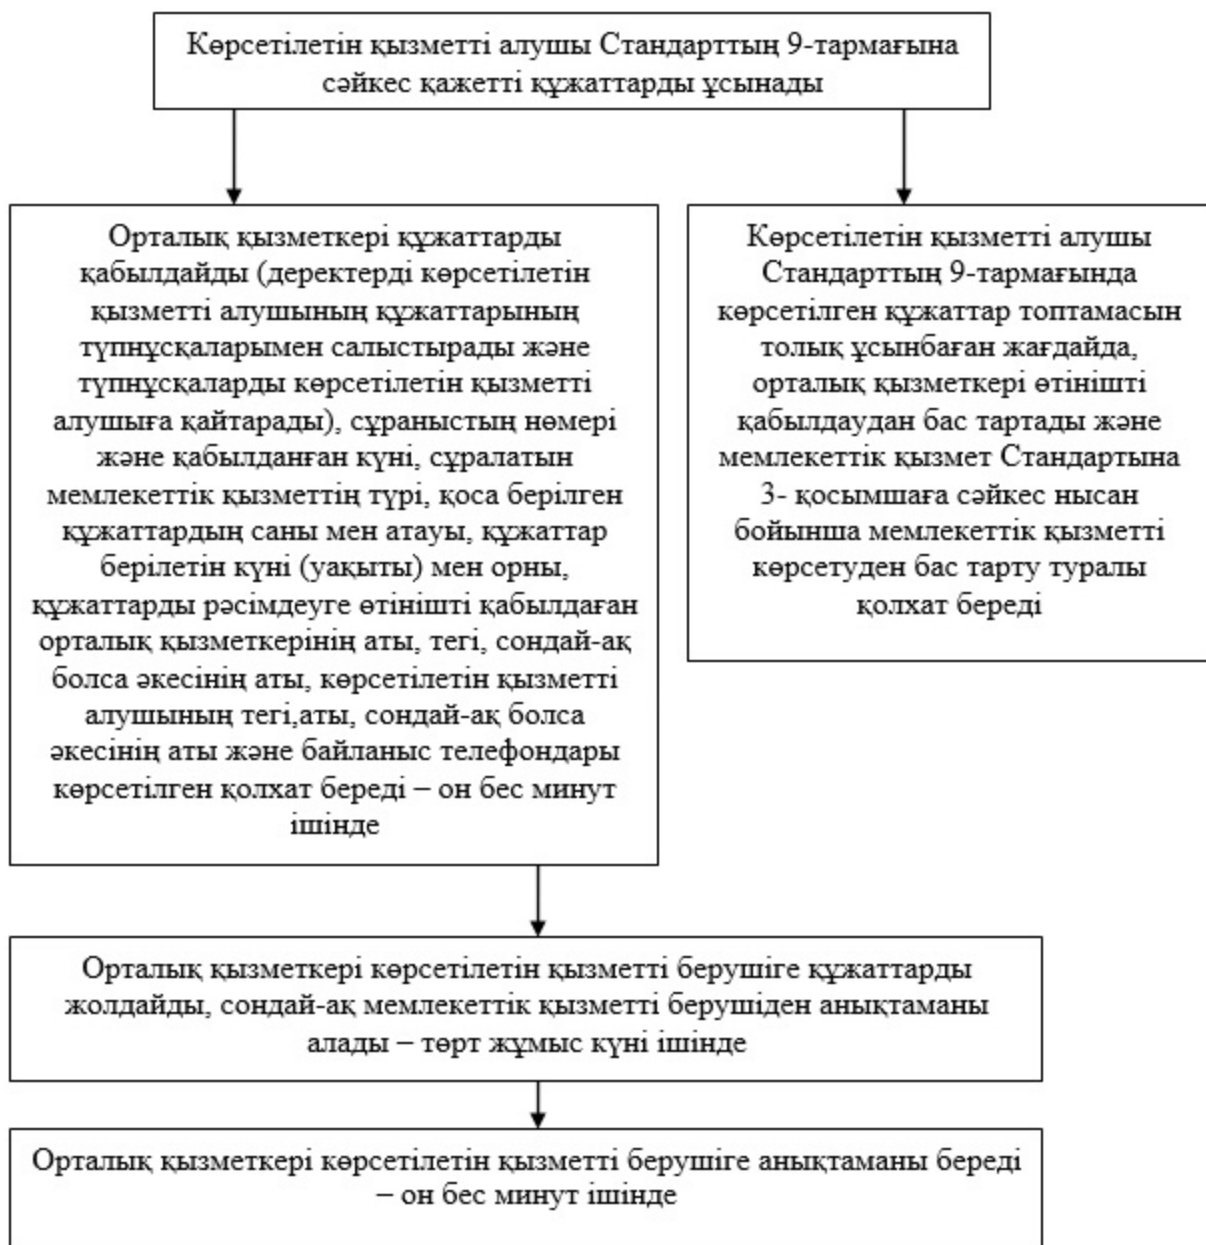 Көрсетілетін қызметті алушы Стандарттың 9-тармағына
сәйкес қажетті құжаттарды ұсынады
Орталық қызметкері құжаттарды
қабылдайды (деректерді көрсетілетін
қызметті алушының құжаттарының
түпнұсқаларымен салыстырады және
түпнұсқаларды көрсетілетін қызметті
алушыға қайтарады), сұраныстың нөмері
және қабылданған күні, сұралатын
мемлекеттік қызметтің түрі, қоса берілген
құжаттардың саны мен атауы, құжаттар
берілетін күні (уақыты) мен орны,
құжаттарды рәсімдеуге өтінішті қабылдаған
орталық қызметкерінің аты, тегі, сондай-ақ
болса әкесінің аты, көрсетілетін қызметті
алушының тегі,аты, сондай-ақ болса
әкесінің аты және байланыс телефондары
көрсетілген қолхат береді – он бес минут
ішінде
Көрсетілетін қызметті алушы
Стандарттың 9-тармағында
көрсетілген құжаттар топтамасын
толық ұсынбаған жағдайда,
орталық қызметкері өтінішті
қабылдаудан бас тартады және
мемлекеттік қызмет Стандартына
3- қосымшаға сәйкес нысан
бойынша мемлекеттік қызметті
көрсетуден бас тарту туралы
қолхат береді
Орталық қызметкері көрсетілетін қызметті берушіге құжаттарды
жолдайды, сондай-ақ мемлекеттік қызметті берушіден анықтаманы
алады – төрт жұмыс күні ішінде
Орталық қызметкері көрсетілетін қызметті берушіге анықтаманы береді
– он бес минут ішінде